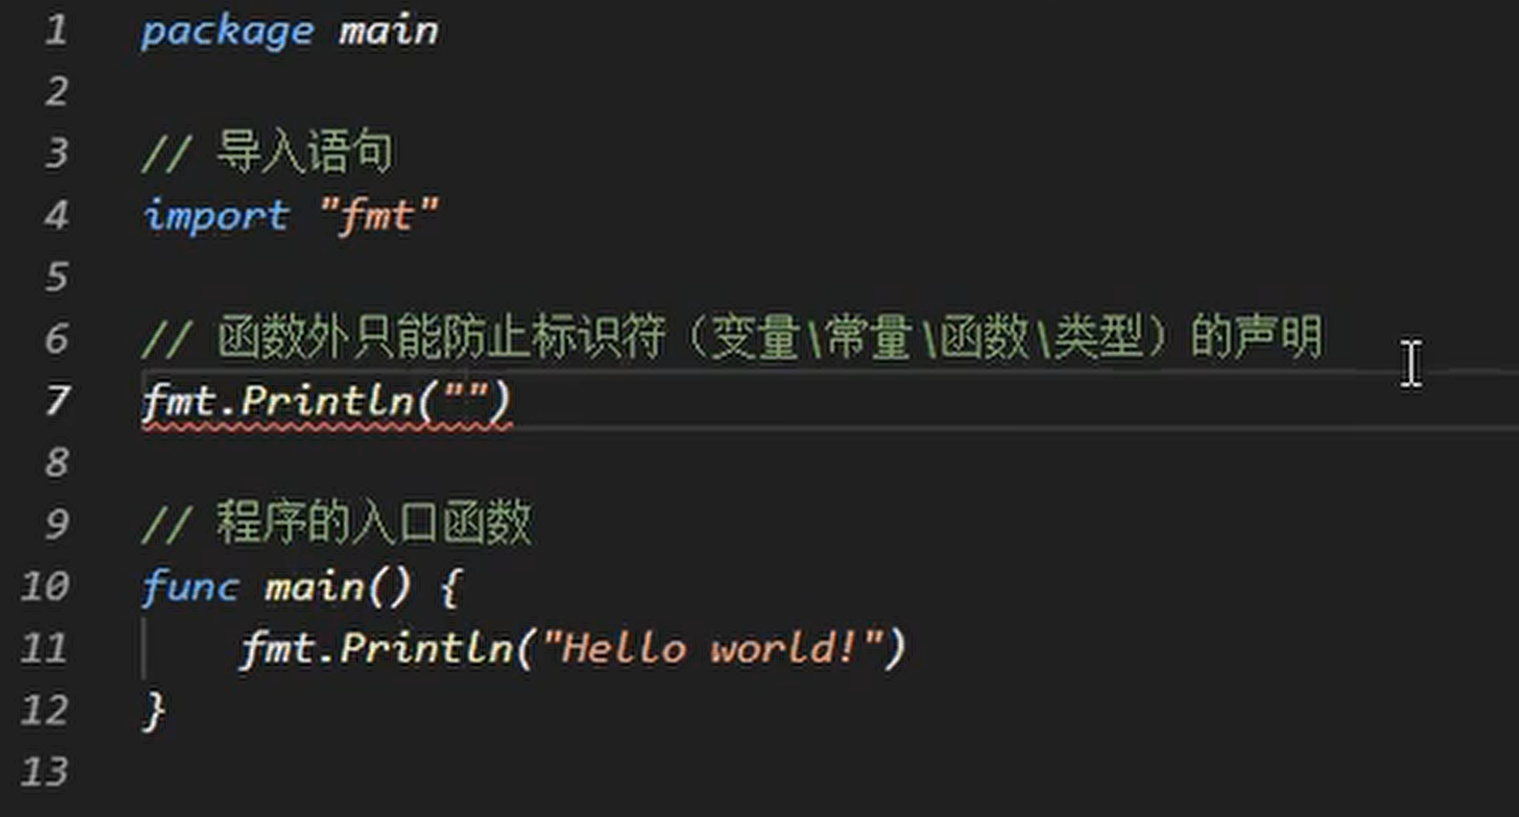 1 package main
2
3 // 导入语句
4 import "fmt"
5
6 // 函数外只能防止标识符（变量\常量\函数\类型）的声明
7 fmt.Println("")
8
9 // 程序的入口函数
10 func main() {
11 fmt.Println("Hello world!")
12 }
13